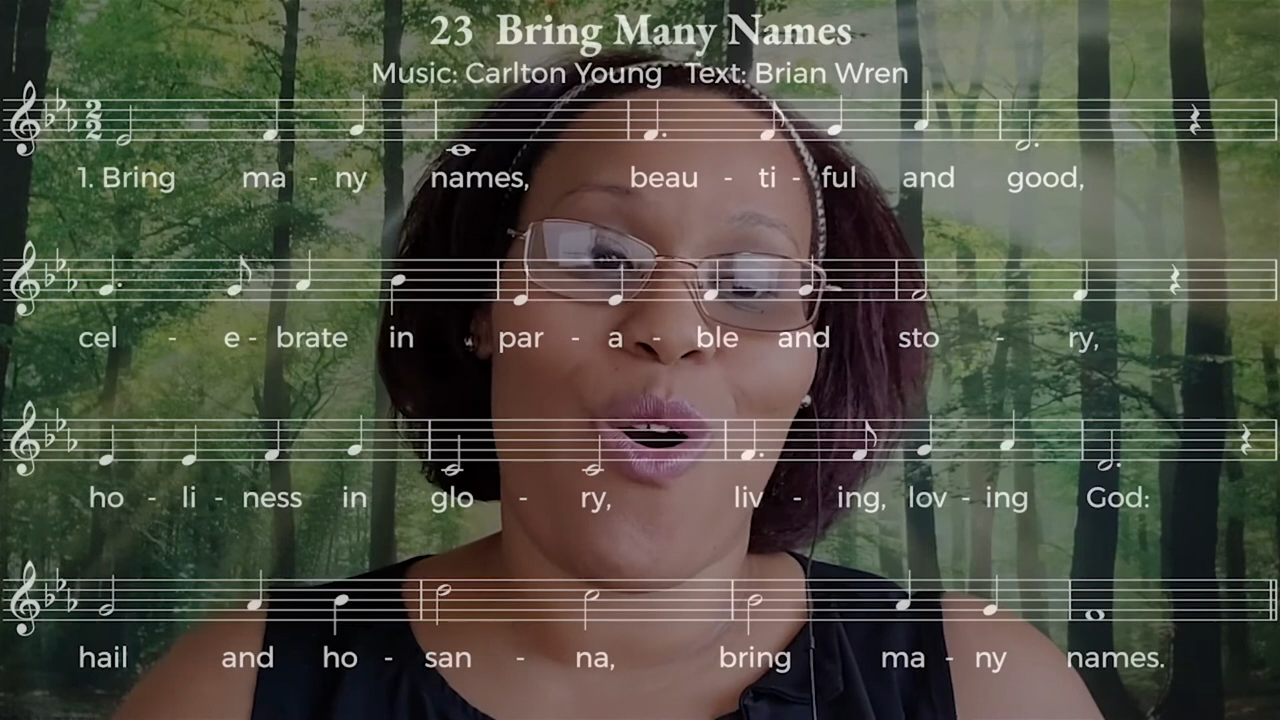 23 Bring Many Names
Music: Carlton Young Text: Brian Wren
1. Bring ma - ny names, beau - ti - ful and good,
cel - e - brate in par - a - ble and sto - ry,
ho - li - ness in glo - ry, liv - ing, lov - ing God:
hail and ho - san - na, bring ma - ny names.